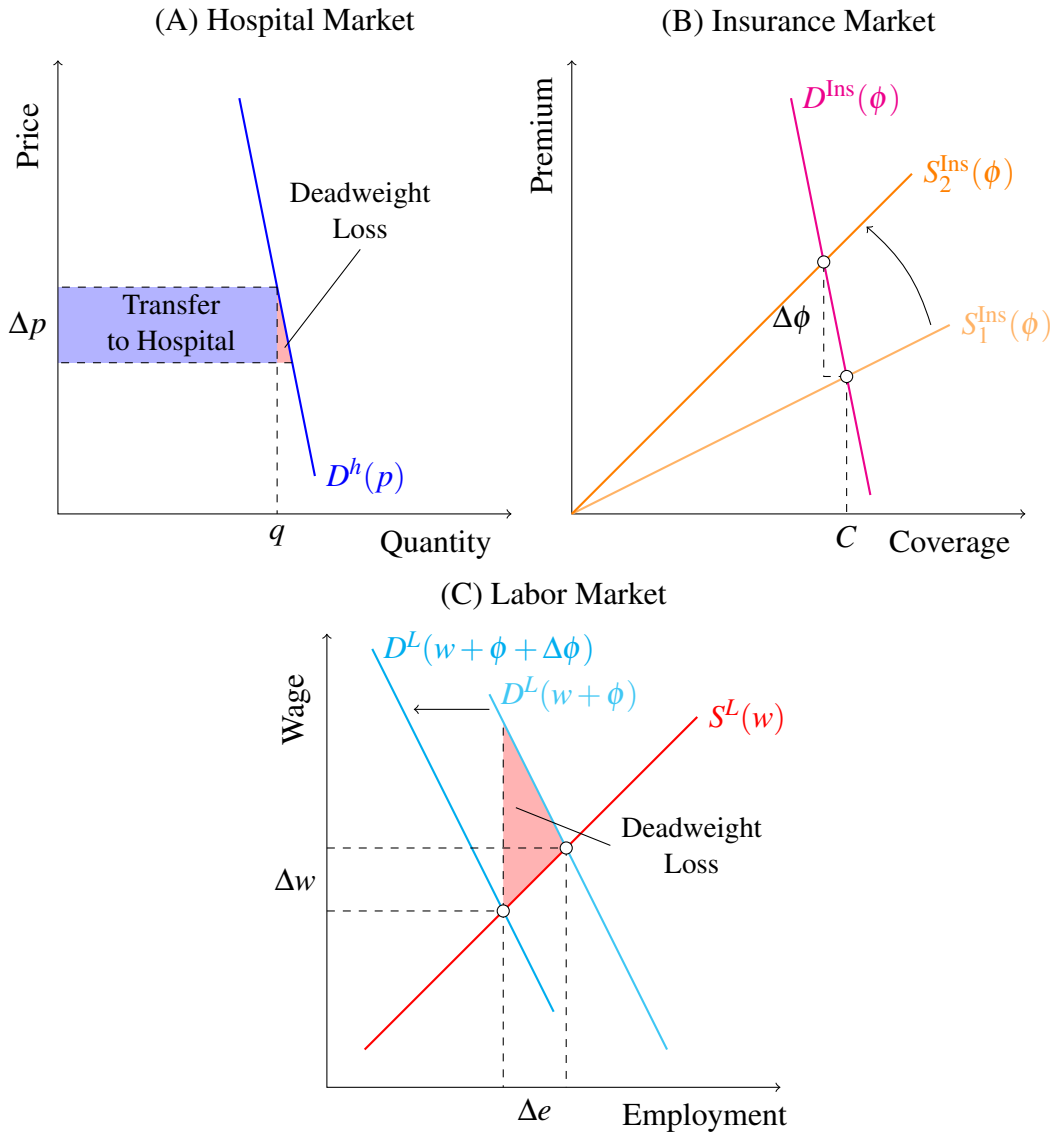 (A) Hospital Market
Price
Deadweight
Loss
Transfer
to Hospital
Δp
D^h(p)
q
Quantity
(B) Insurance Market
Premium
D^Ins(ϕ)
S_2^Ins(ϕ)
Δϕ
S_1^Ins(ϕ)
C
Coverage
(C) Labor Market
Wage
D^L(w + ϕ + Δϕ)
D^L(w + ϕ)
S^L(w)
Deadweight
Loss
Δw
Δe
Employment